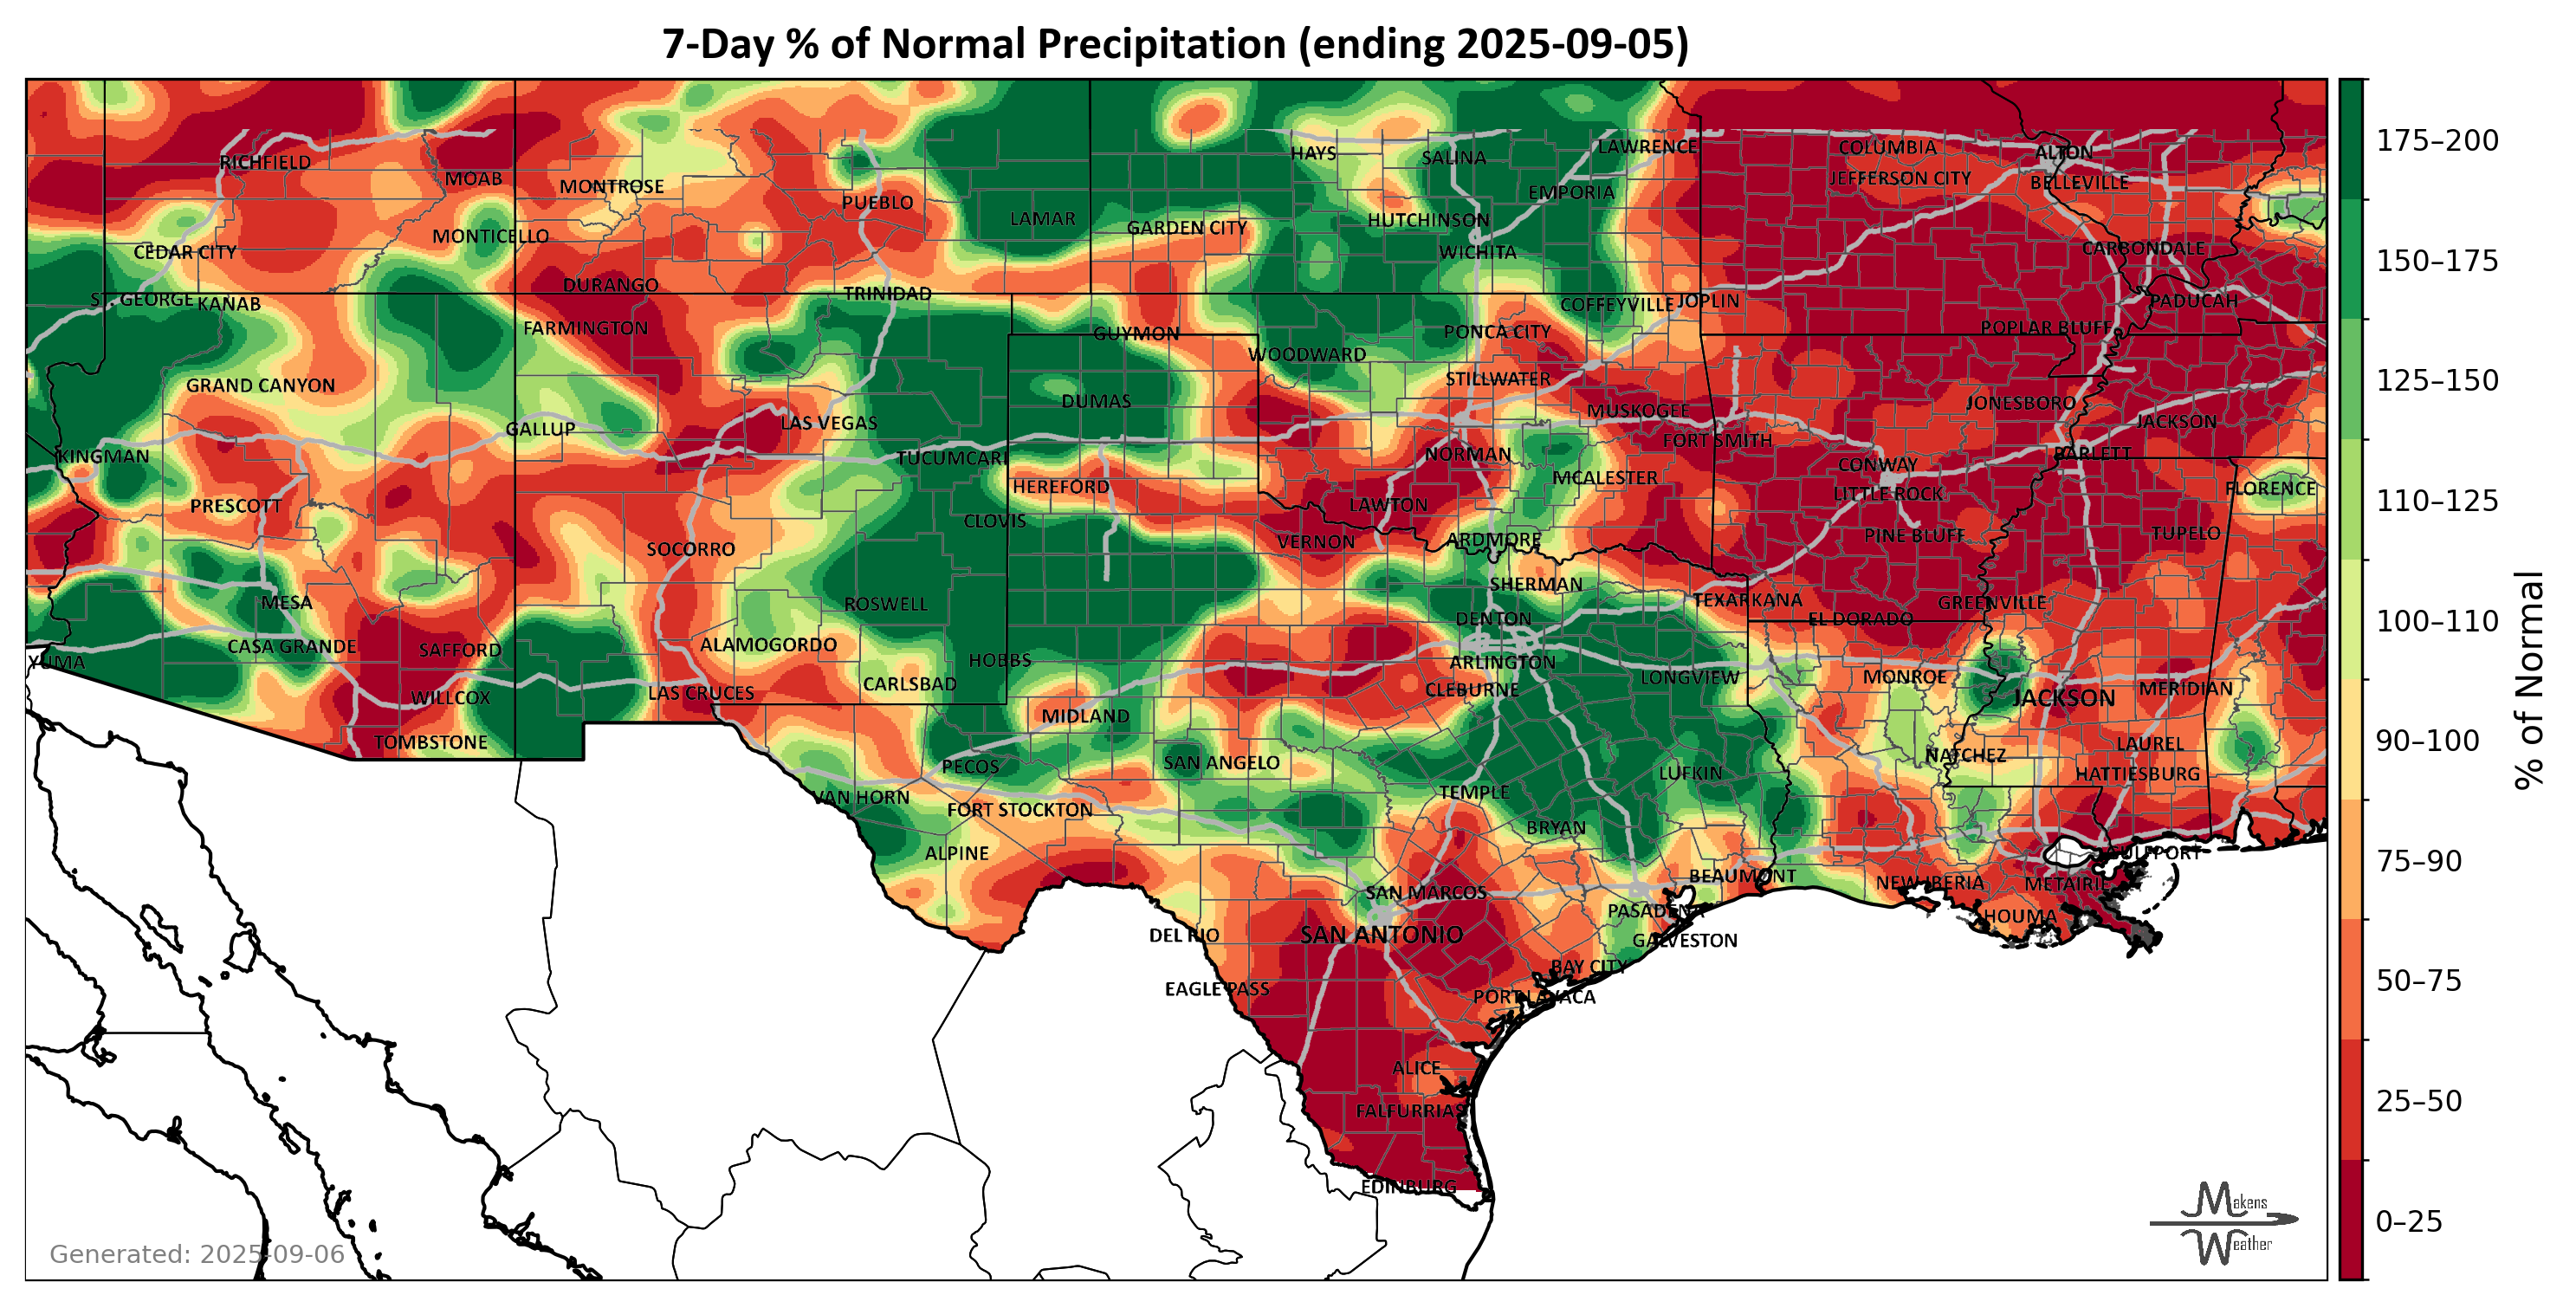 7-Day % of Normal Precipitation (ending 2025-09-05)
RICHFIELD
MOAB
MONTROSE
PUEBLO
LAMAR
HAYS
SALINA
LAWRENCE
COLUMBIA
ALTON
JEFFERSON CITY
BELLEVILLE
EMPORIA
HUTCHINSON
GARDEN CITY
CEDAR CITY
MONTICELLO
WICHITA
CARBONDALE
DURANGO
TRINIDAD
ST. GEORGE
KANAB
COFFEYVILLE
JOPLIN
PADUCAH
FARMINGTON
GUYMON
PONCA CITY
POPLAR BLUFF
WOODWARD
GRAND CANYON
STILLWATER
DUMAS
MUSKOGEE
JONESBORO
GALLUP
LAS VEGAS
JACKSON
FORT SMITH
KINGMAN
TUCUMCARI
NORMAN
BARLETT
CONWAY
MCALESTER
HEREFORD
FLORENCE
PRESCOTT
LAWTON
LITTLE ROCK
CLOVIS
VERNON
ARDMORE
PINE BLUFF
TUPELO
SOCORRO
SHERMAN
MESA
ROSWELL
DENTON
TEXARKANA
EL DORADO
GREENVILLE
CASA GRANDE
SAFFORD
ALAMOGORDO
YUMA
HOBBS
ARLINGTON
LONGVIEW
MONROE
WILLCOX
LAS CRUCES
CARLSBAD
CLEBURNE
JACKSON
MERIDIAN
MIDLAND
TOMBSTONE
PECOS
SAN ANGELO
LUFKIN
NATCHEZ
LAUREL
HATTIESBURG
VAN HORN
FORT STOCKTON
TEMPLE
BRYAN
ALPINE
GULFPORT
SAN MARCOS
BEAUMONT
NEW IBERIA
METAIRIE
PASADENA
HOUMA
DEL RIO
SAN ANTONIO
GALVESTON
BAY CITY
EAGLE PASS
PORT LAVACA
ALICE
FALFURRIAS
EDINBURG
Generated: 2025-09-06
Makens
Weather
175–200
150–175
125–150
110–125
100–110
90–100
75–90
50–75
25–50
0–25
% of Normal